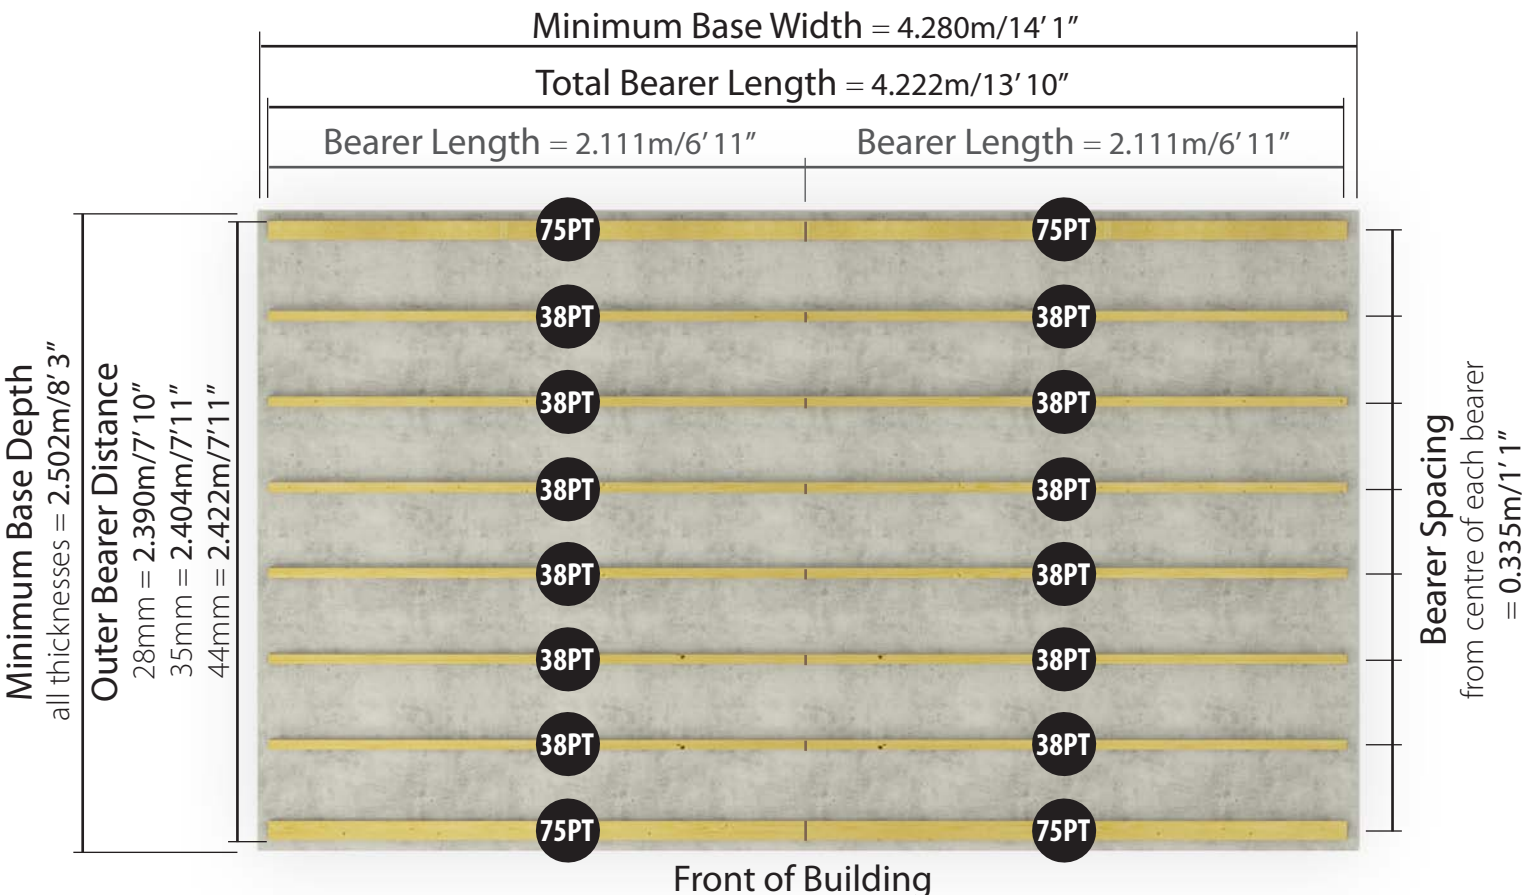 Minimum Base Width = 4.280m/14’ 1”
Total Bearer Length = 4.222m/13’ 10”
Bearer Length = 2.111m/6’ 11”
Bearer Length = 2.111m/6’ 11”
Minimum Base Depth
all thicknesses = 2.502m/8’ 3”
Outer Bearer Distance
28mm = 2.390m/7’ 10”
35mm = 2.404m/7’ 11”
44mm = 2.422m/7’ 11”
75PT
75PT
38PT
38PT
38PT
38PT
38PT
38PT
38PT
38PT
38PT
38PT
38PT
38PT
75PT
75PT
Bearer Spacing
from centre of each bearer
= 0.335m/1’ 1”
Front of Building